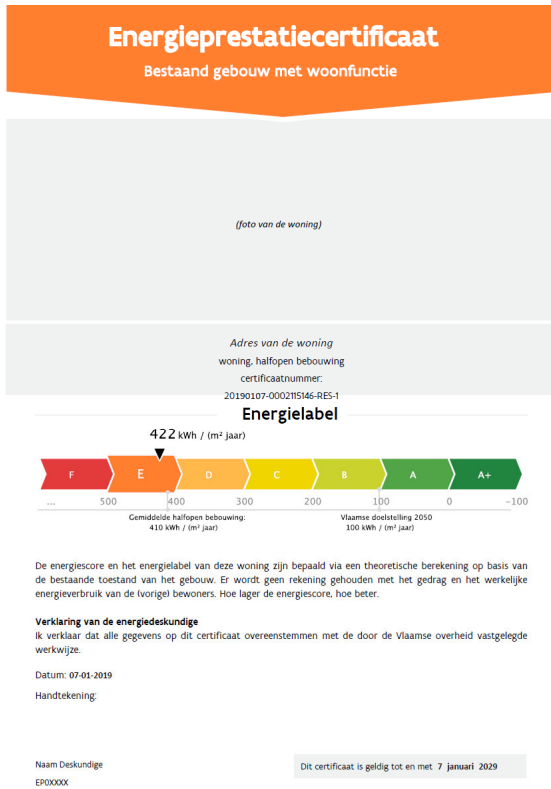 Energieprestatiecertificaat
Bestaand gebouw met woonfunctie
(foto van de woning)
Adres van de woning
woning, halfopen bebouwing
certificaatnummer:
20190107-0002115146-RES-1
Energielabel
422 kWh / (m² jaar)
F E D C B A A+
... 500 400 300 200 100 0 -100
Gemiddelde halfopen bebouwing: Vlaamse doelstelling 2050
410 kWh / (m² jaar) 100 kWh / (m² jaar)
De energiescore en het energielabel van deze woning zijn bepaald via een theoretische berekening op basis van
de bestaande toestand van het gebouw. Er wordt geen rekening gehouden met het gedrag en het werkelijke
energieverbruik van de (vorige) bewoners. Hoe lager de energiescore, hoe beter.
Verklaring van de energiedeskundige
Ik verklaar dat alle gegevens op dit certificaat overeenstemmen met de door de Vlaamse overheid vastgelegde
werkwijze.
Datum: 07-01-2019
Handtekening:
Naam Deskundige
EP0XXXX
Dit certificaat is geldig tot en met 7 januari 2029